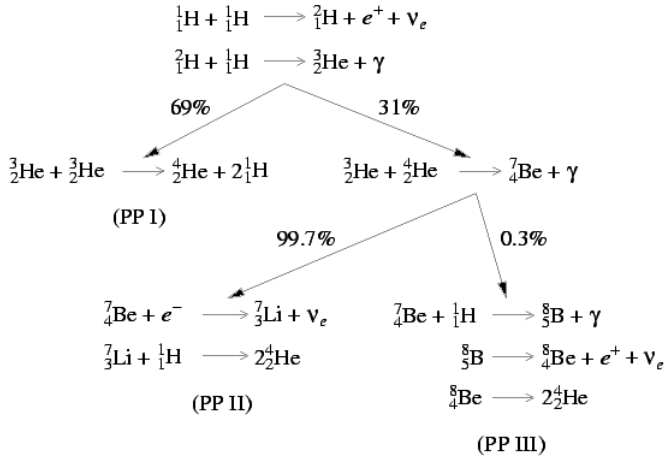 ¹₁H + ¹₁H ⟶ ²₁H + e⁺ + νₑ
²₁H + ¹₁H ⟶ ³₂He + γ
69% 31%
³₂He + ³₂He ⟶ ⁴₂He + 2¹₁H
³₂He + ⁴₂He ⟶ ⁷₄Be + γ
(PP I)
99.7% 0.3%
⁷₄Be + e⁻ ⟶ ⁷₃Li + νₑ
⁷₃Li + ¹₁H ⟶ 2⁴₂He
(PP II)
⁷₄Be + ¹₁H ⟶ ⁸₅B + γ
⁸₅B ⟶ ⁸₄Be + e⁺ + νₑ
⁸₄Be ⟶ 2⁴₂He
(PP III)